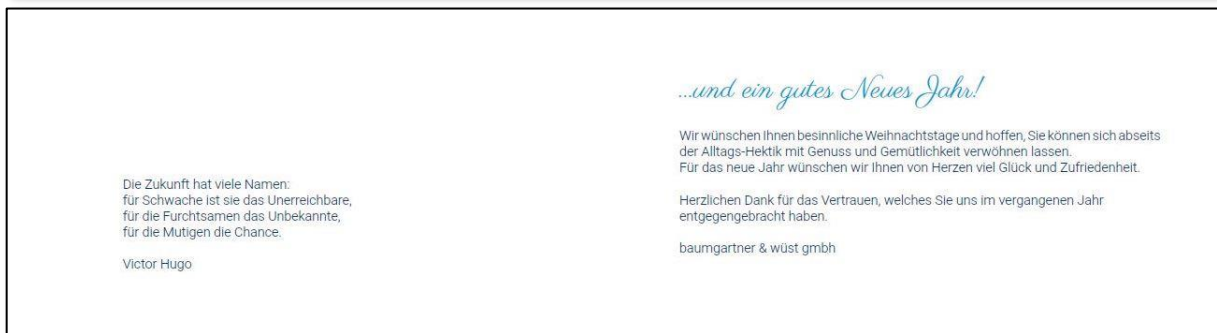 Die Zukunft hat viele Namen:
für Schwache ist sie das Unerreichbare,
für die Furchtsamen das Unbekannte,
für die Mutigen die Chance.
Victor Hugo
...und ein gutes Neues Jahr!
Wir wünschen Ihnen besinnliche Weihnachtstage und hoffen, Sie können sich abseits
der Alltags-Hektik mit Genuss und Gemütlichkeit verwöhnen lassen.
Für das neue Jahr wünschen wir Ihnen von Herzen viel Glück und Zufriedenheit.
Herzlichen Dank für das Vertrauen, welches Sie uns im vergangenen Jahr
entgegengebracht haben.
baumgartner & wüst gmbh